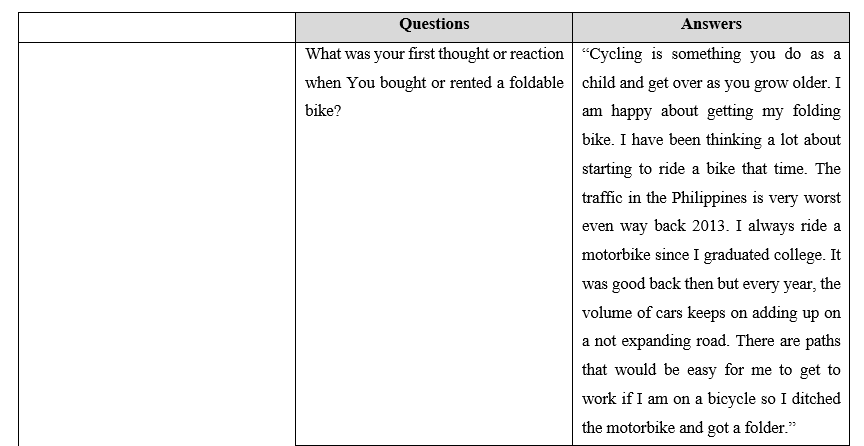 Questions
Answers
What was your first thought or reaction
when You bought or rented a foldable
bike?
“Cycling is something you do as a
child and get over as you grow older. I
am happy about getting my folding
bike. I have been thinking a lot about
starting to ride a bike that time. The
traffic in the Philippines is very worst
even way back 2013. I always ride a
motorbike since I graduated college. It
was good back then but every year, the
volume of cars keeps on adding up on
a not expanding road. There are paths
that would be easy for me to get to
work if I am on a bicycle so I ditched
the motorbike and got a folder.”